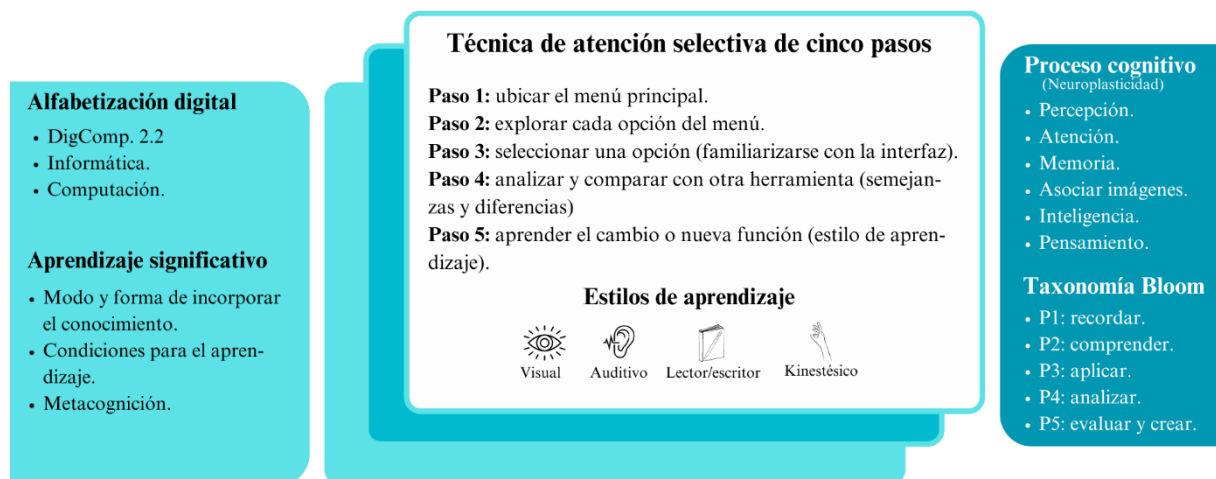 Alfabetización digital
• DigComp. 2.2
• Informática.
• Computación.
Aprendizaje significativo
• Modo y forma de incorporar
el conocimiento.
• Condiciones para el apren-
dizaje.
• Metacognición.
Técnica de atención selectiva de cinco pasos
Paso 1: ubicar el menú principal.
Paso 2: explorar cada opción del menú.
Paso 3: seleccionar una opción (familiarizarse con la interfaz).
Paso 4: analizar y comparar con otra herramienta (semejan-
zas y diferencias)
Paso 5: aprender el cambio o nueva función (estilo de apren-
dizaje).
Estilos de aprendizaje
Visual Auditivo Lector/escritor Kinestésico
Proceso cognitivo
(Neuroplasticidad)
• Percepción.
• Atención.
• Memoria.
• Asociar imágenes.
• Inteligencia.
• Pensamiento.
Taxonomía Bloom
• P1: recordar.
• P2: comprender.
• P3: aplicar.
• P4: analizar.
• P5: evaluar y crear.